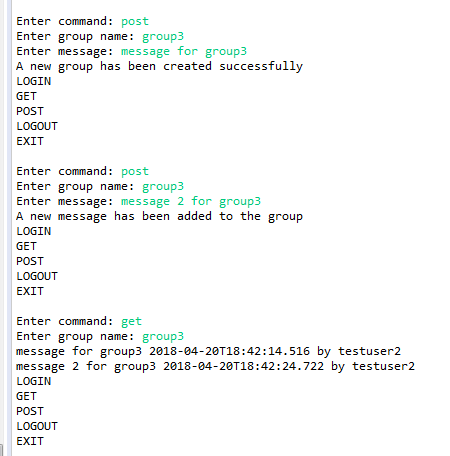 Enter command: post
Enter group name: group3
Enter message: message for group3
A new group has been created successfully
LOGIN
GET
POST
LOGOUT
EXIT
Enter command: post
Enter group name: group3
Enter message: message 2 for group3
A new message has been added to the group
LOGIN
GET
POST
LOGOUT
EXIT
Enter command: get
Enter group name: group3
message for group3 2018-04-20T18:42:14.516 by testuser2
message 2 for group3 2018-04-20T18:42:24.722 by testuser2
LOGIN
GET
POST
LOGOUT
EXIT